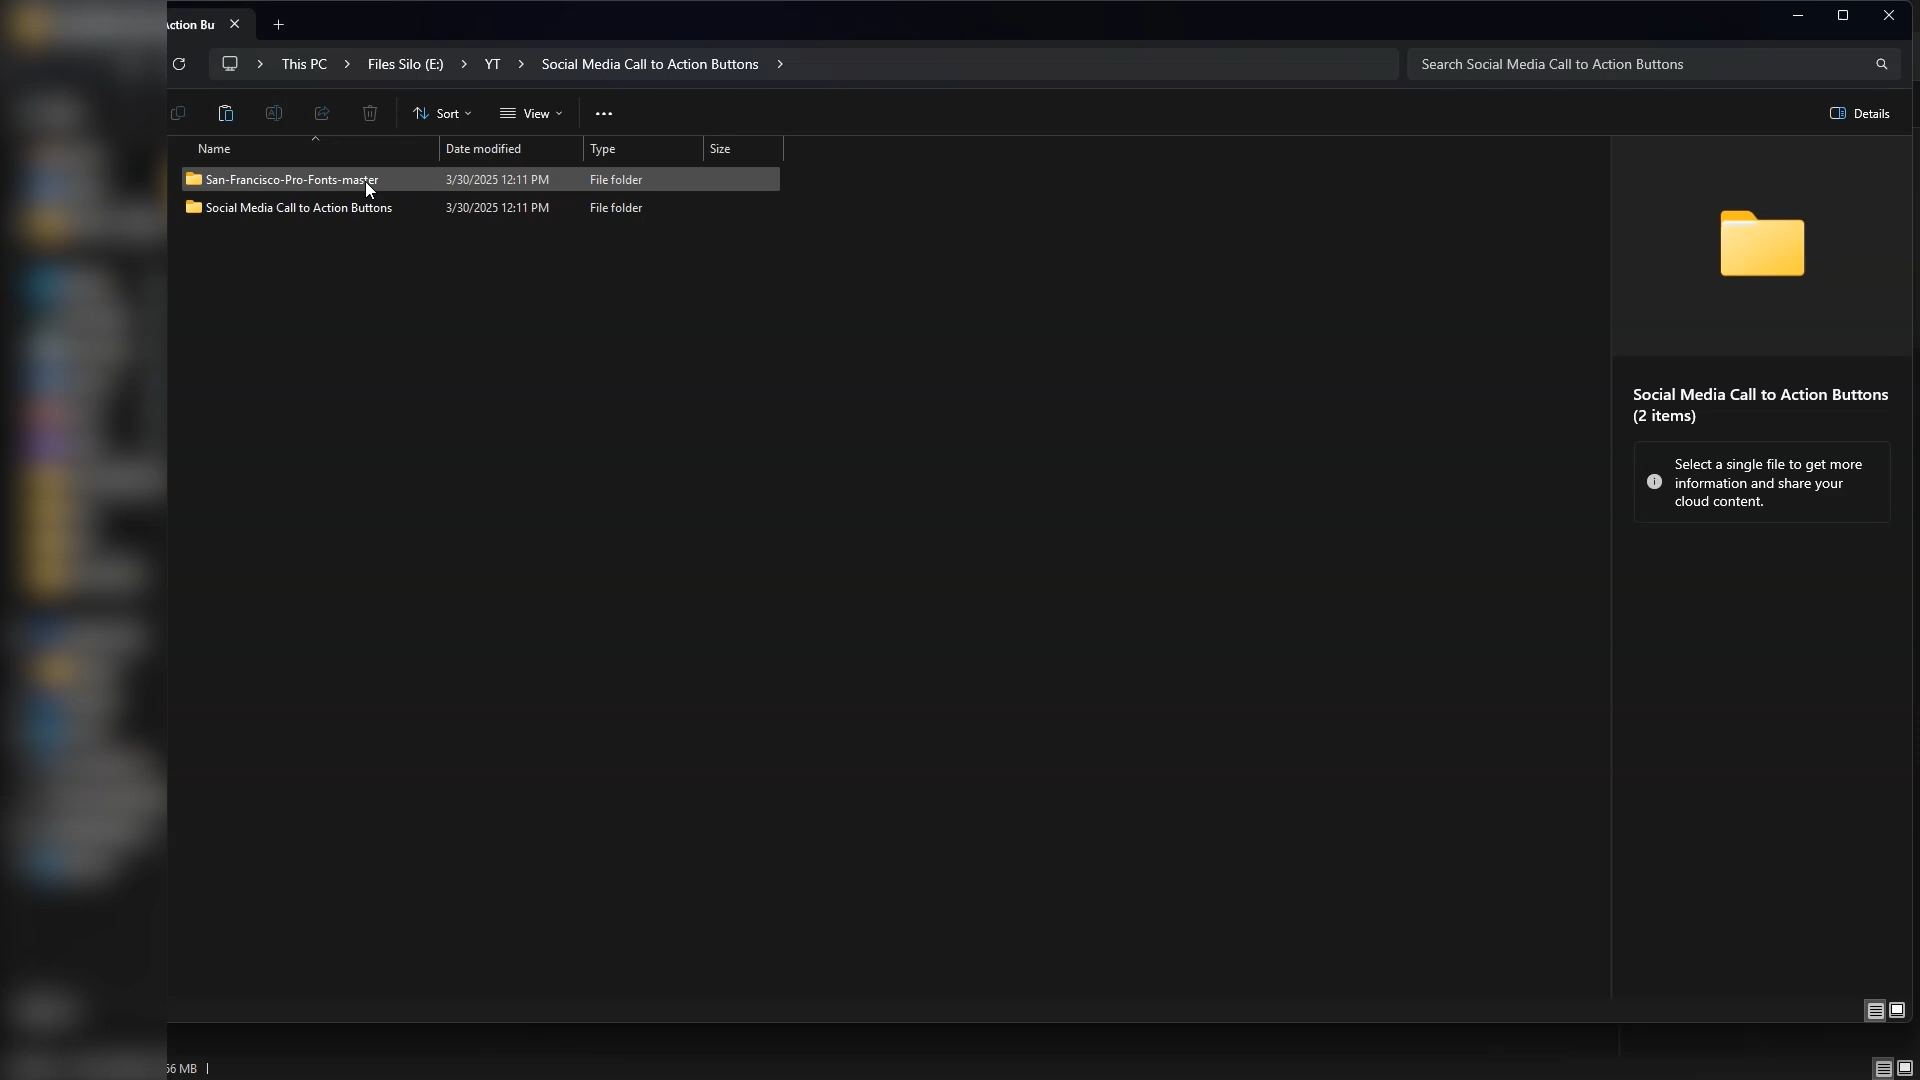 Action Bu
This PC > Files Silo (E:) > YT > Social Media Call to Action Buttons >
Search Social Media Call to Action Buttons
Sort
View
Details
Name Date modified Type Size
San-Francisco-Pro-Fonts-master 3/30/2025 12:11 PM File folder
Social Media Call to Action Buttons 3/30/2025 12:11 PM File folder
Social Media Call to Action Buttons
(2 items)
Select a single file to get more
information and share your
cloud content.
56 MB